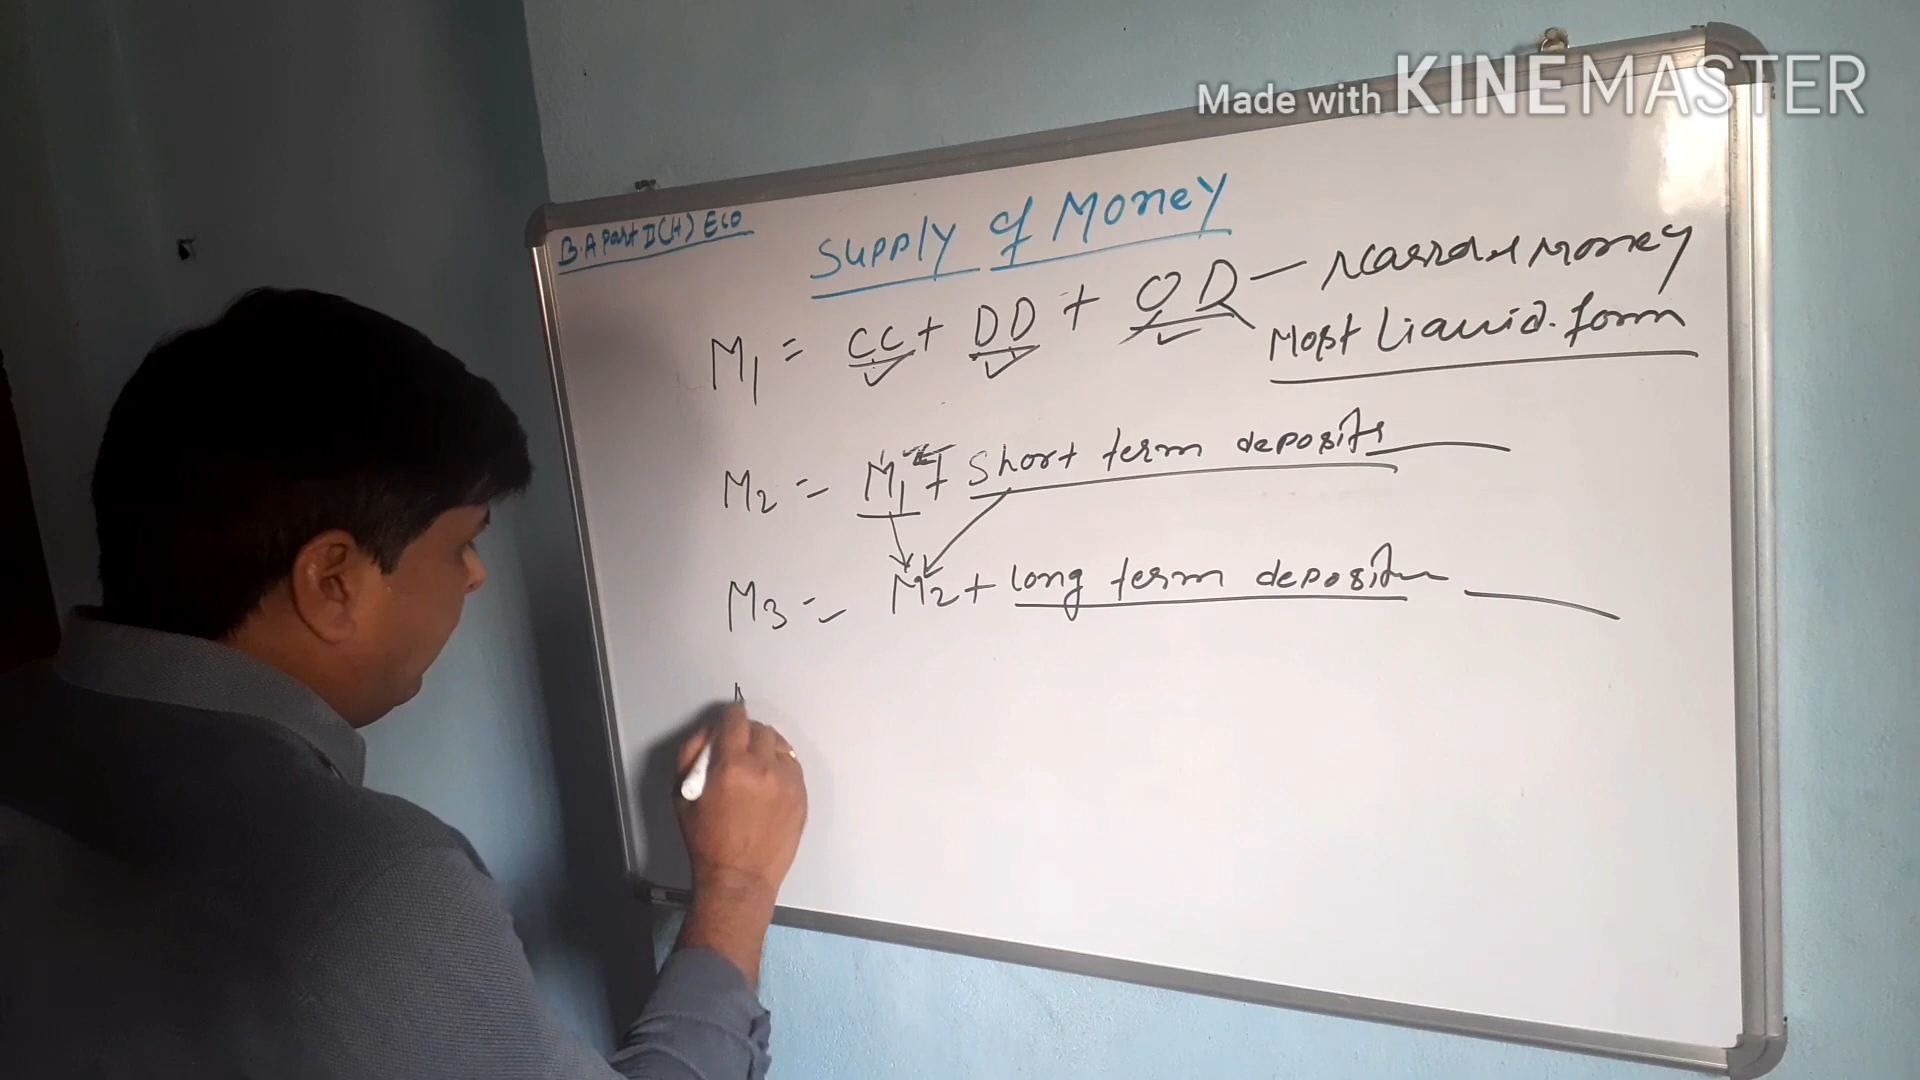 Made with KINEMASTER
B.A Part II (H) Eco
Supply of Money
M1 = CC + DD + OD — Narrow Money
Most Liquid form
M2 = M1 + Short term deposits
M3 = M2 + long term deposits